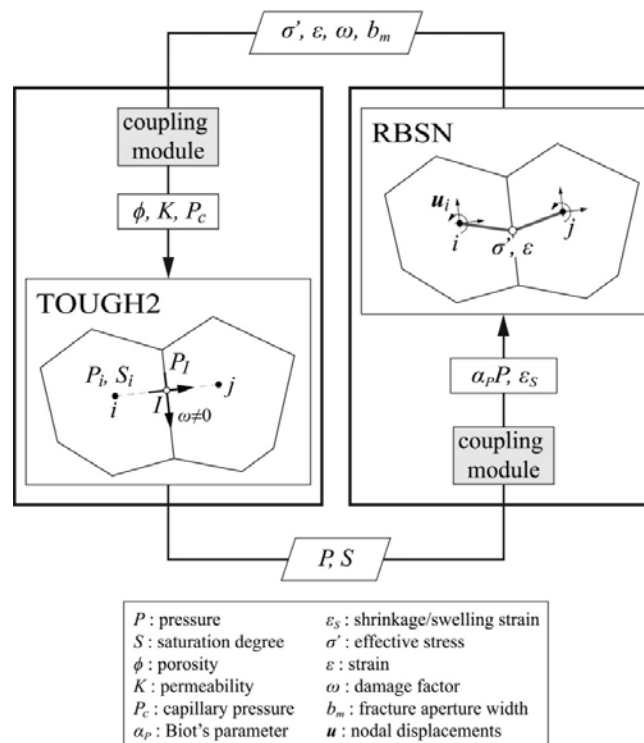 σ’, ε, ω, b_m
coupling
module
ϕ, K, P_c
TOUGH2
P_i, S_i
P_I
i
I
j
ω≠0
RBSN
u_i
i
j
σ’, ε
α_P P, ε_S
coupling
module
P, S
P : pressure
S : saturation degree
ϕ : porosity
K : permeability
P_c : capillary pressure
α_P : Biot's parameter
ε_S : shrinkage/swelling strain
σ’ : effective stress
ε : strain
ω : damage factor
b_m : fracture aperture width
u : nodal displacements